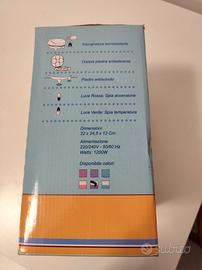 Impugnatura termoisolante
Doppia piastra antiaderente
Piedini antiscivolo
Luce Rossa: Spia accensione
Luce Verde: Spia temperatura
Dimensioni:
22 x 24,5 x 12 Cm
Alimentazione:
220/240V - 50/60 Hz
Watts: 1200W
Disponibile colori:
subito